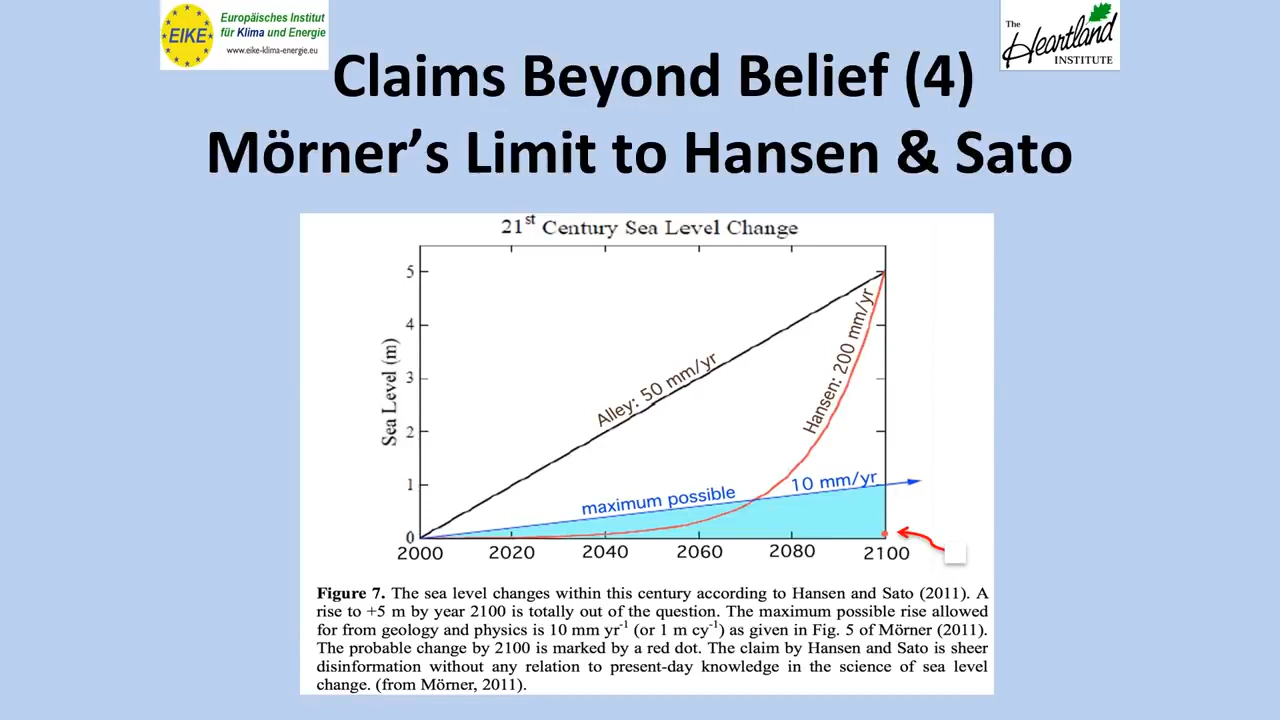 EIKE
Europäisches Institut
für Klima und Energie
www.eike-klima-energie.eu
The
Heartland
INSTITUTE
Claims Beyond Belief (4)
Mörner’s Limit to Hansen & Sato
21st Century Sea Level Change
Sea Level (m)
5
4
3
2
1
0
Alley: 50 mm/yr
Hansen: 200 mm/yr
maximum possible
10 mm/yr
2000
2020
2040
2060
2080
2100
Figure 7. The sea level changes within this century according to Hansen and Sato (2011). A
rise to +5 m by year 2100 is totally out of the question. The maximum possible rise allowed
for from geology and physics is 10 mm yr-1 (or 1 m cy-1) as given in Fig. 5 of Mörner (2011).
The probable change by 2100 is marked by a red dot. The claim by Hansen and Sato is sheer
disinformation without any relation to present-day knowledge in the science of sea level
change. (from Mörner, 2011).